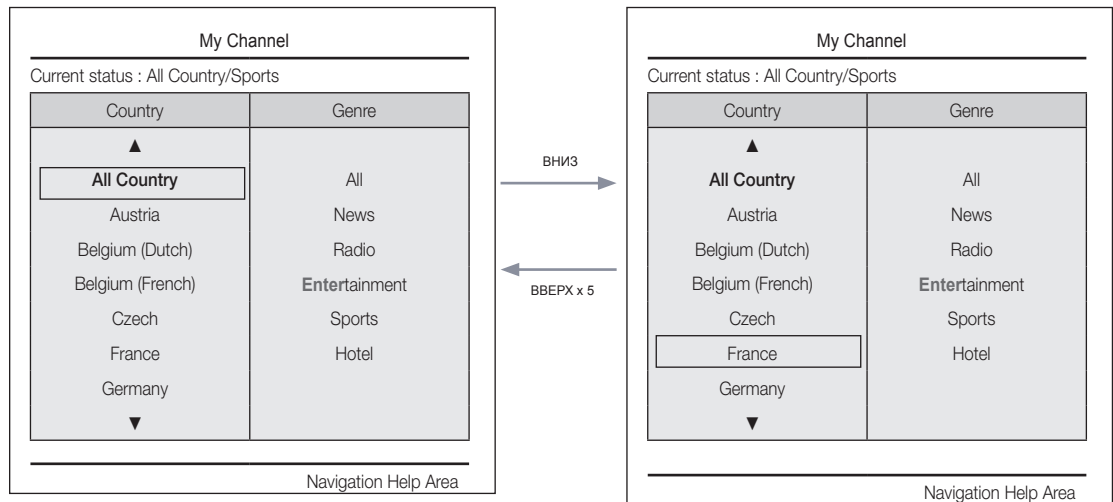 My Channel
Current status : All Country/Sports
Country Genre
▲
All Country All
Austria News
Belgium (Dutch) Radio
Belgium (French) Entertainment
Czech Sports
France Hotel
Germany
▼
Navigation Help Area
ВНИЗ
ВВЕРХ x 5
My Channel
Current status : All Country/Sports
Country Genre
▲
All Country All
Austria News
Belgium (Dutch) Radio
Belgium (French) Entertainment
Czech Sports
France Hotel
Germany
▼
Navigation Help Area